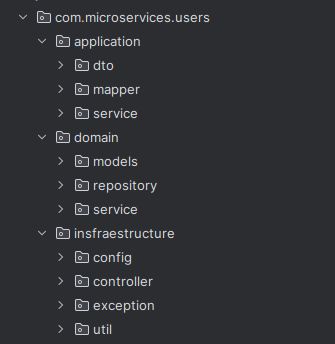 com.microservices.users
application
dto
mapper
service
domain
models
repository
service
insfraestructure
config
controller
exception
util